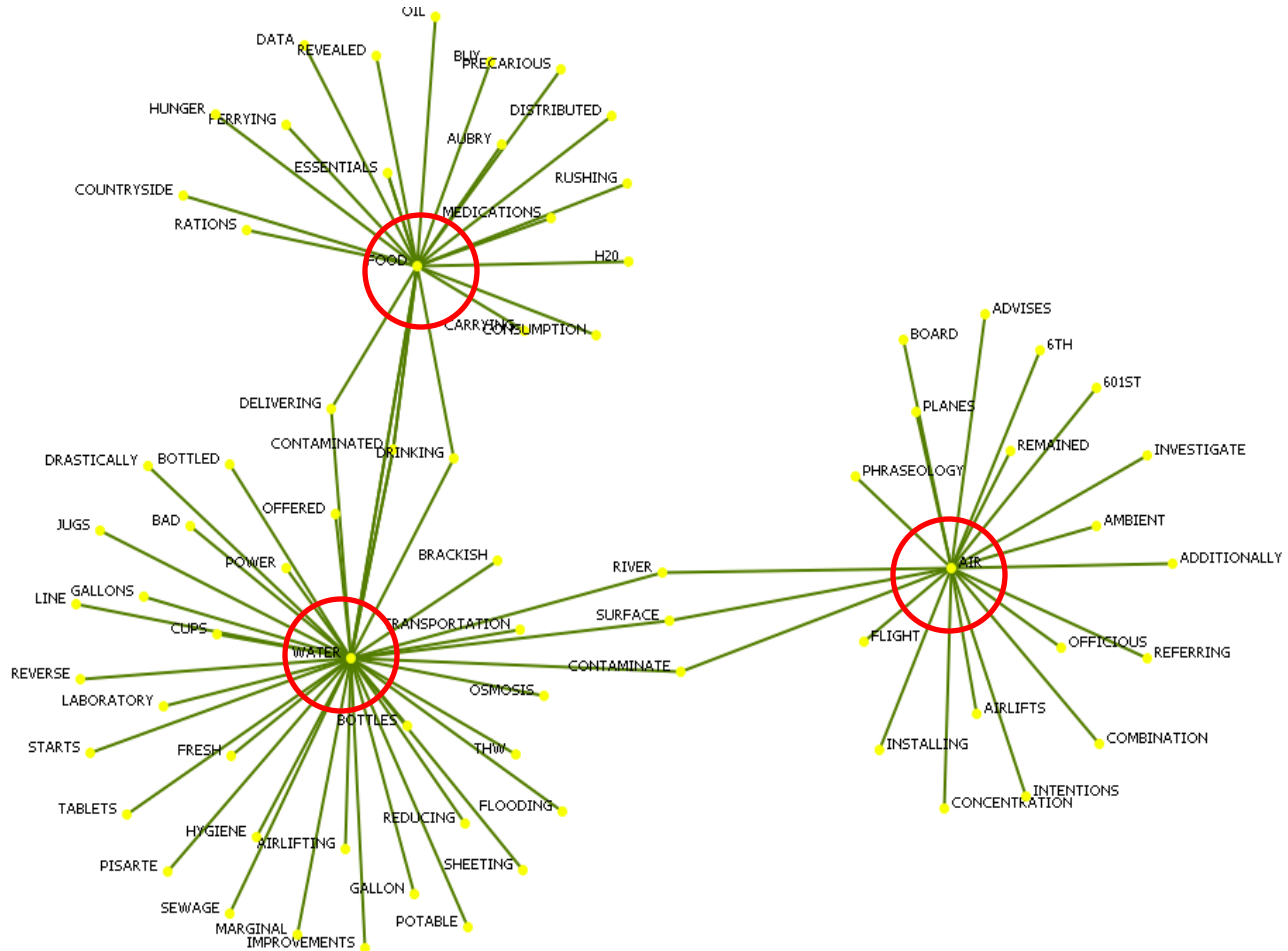 OIL
DATA
REVEALED
BUY
PRECARIOUS
HUNGER
FERRYING
DISTRIBUTED
AUBRY
ESSENTIALS
RUSHING
COUNTRYSIDE
MEDICATIONS
RATIONS
FOOD
H20
CARRYING
CONSUMPTION
ADVISES
BOARD
6TH
601ST
DELIVERING
PLANES
CONTAMINATED
DRINKING
REMAINED
INVESTIGATE
DRASTICALLY
BOTTLED
PHRASEOLOGY
OFFERED
JUGS
BAD
AMBIENT
POWER
BRACKISH
RIVER
AIR
ADDITIONALLY
LINE
GALLONS
CUPS
TRANSPORTATION
SURFACE
FLIGHT
OFFICIOUS
REFERRING
WATER
CONTAMINATE
REVERSE
LABORATORY
OSMOSIS
BOTTLES
AIRLIFTS
STARTS
FRESH
THW
INSTALLING
COMBINATION
TABLETS
HYGIENE
AIRLIFTING
REDUCING
FLOODING
INTENTIONS
CONCENTRATION
PISARTE
SHEETING
SEWAGE
GALLON
MARGINAL
POTABLE
IMPROVEMENTS